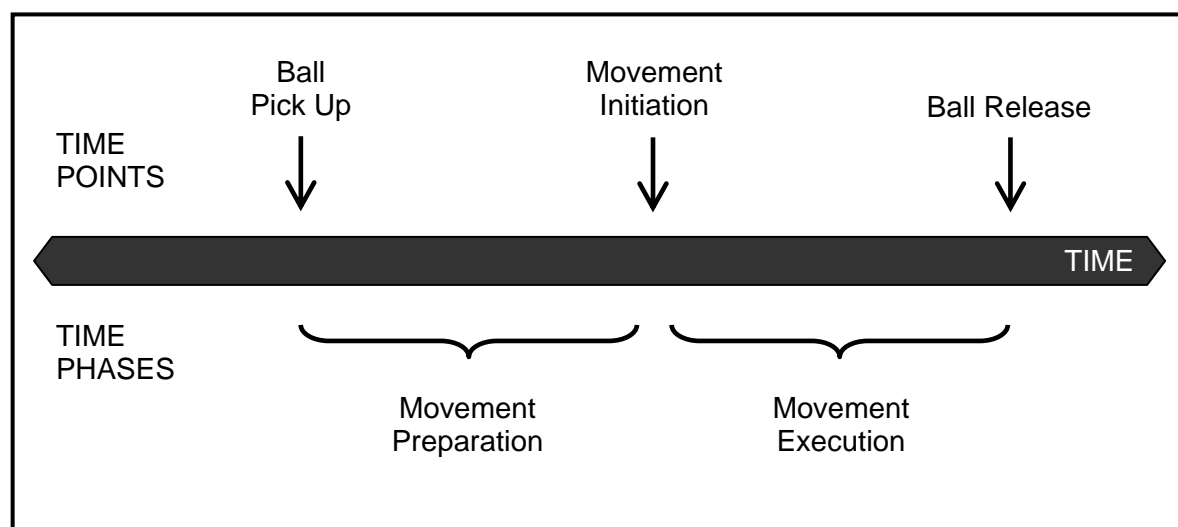 Ball
Pick Up
Movement
Initiation
Ball Release
TIME
POINTS
TIME
TIME
PHASES
Movement
Preparation
Movement
Execution